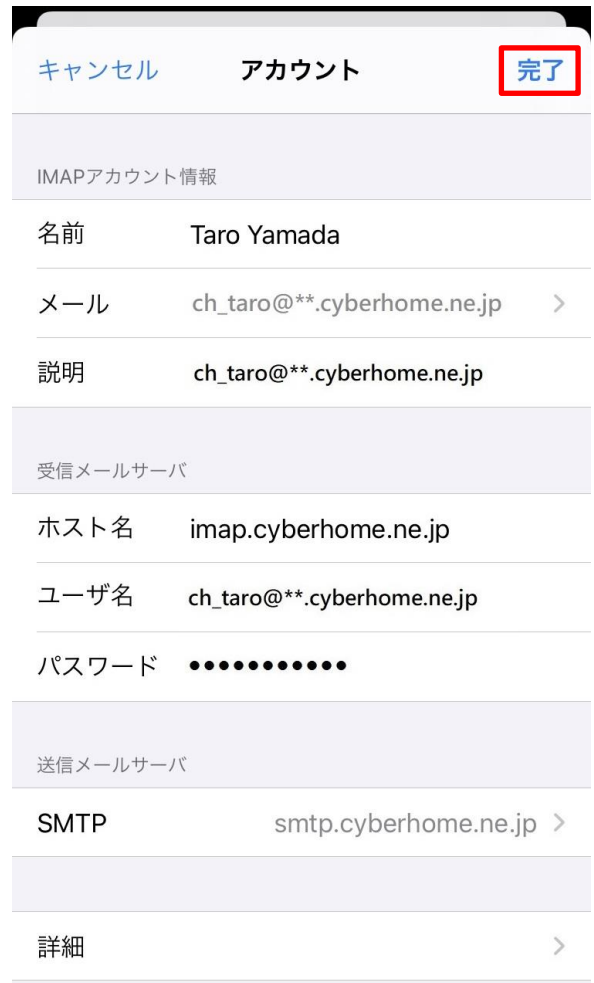 キャンセル アカウント 完了
IMAPアカウント情報
名前 Taro Yamada
メール ch_taro@**.cyberhome.ne.jp
説明 ch_taro@**.cyberhome.ne.jp
受信メールサーバ
ホスト名 imap.cyberhome.ne.jp
ユーザ名 ch_taro@**.cyberhome.ne.jp
パスワード ●●●●●●●●●●●
送信メールサーバ
SMTP smtp.cyberhome.ne.jp
詳細